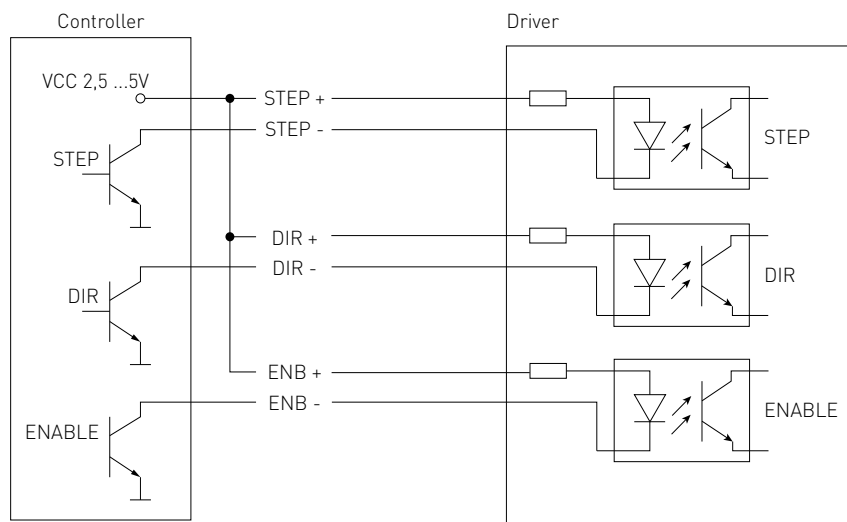 Controller
Driver
VCC 2,5 ...5V
STEP +
STEP -
STEP
STEP
DIR +
DIR -
DIR
DIR
ENB +
ENB -
ENABLE
ENABLE